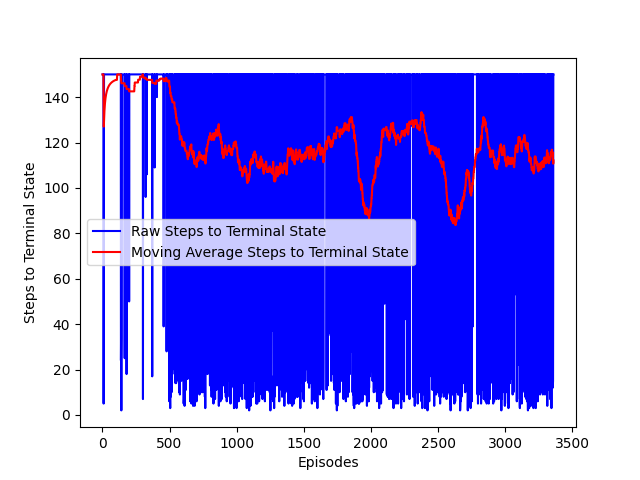 140
120
100
80
60
40
20
0
Steps to Terminal State
Raw Steps to Terminal State
Moving Average Steps to Terminal State
0 500 1000 1500 2000 2500 3000 3500
Episodes